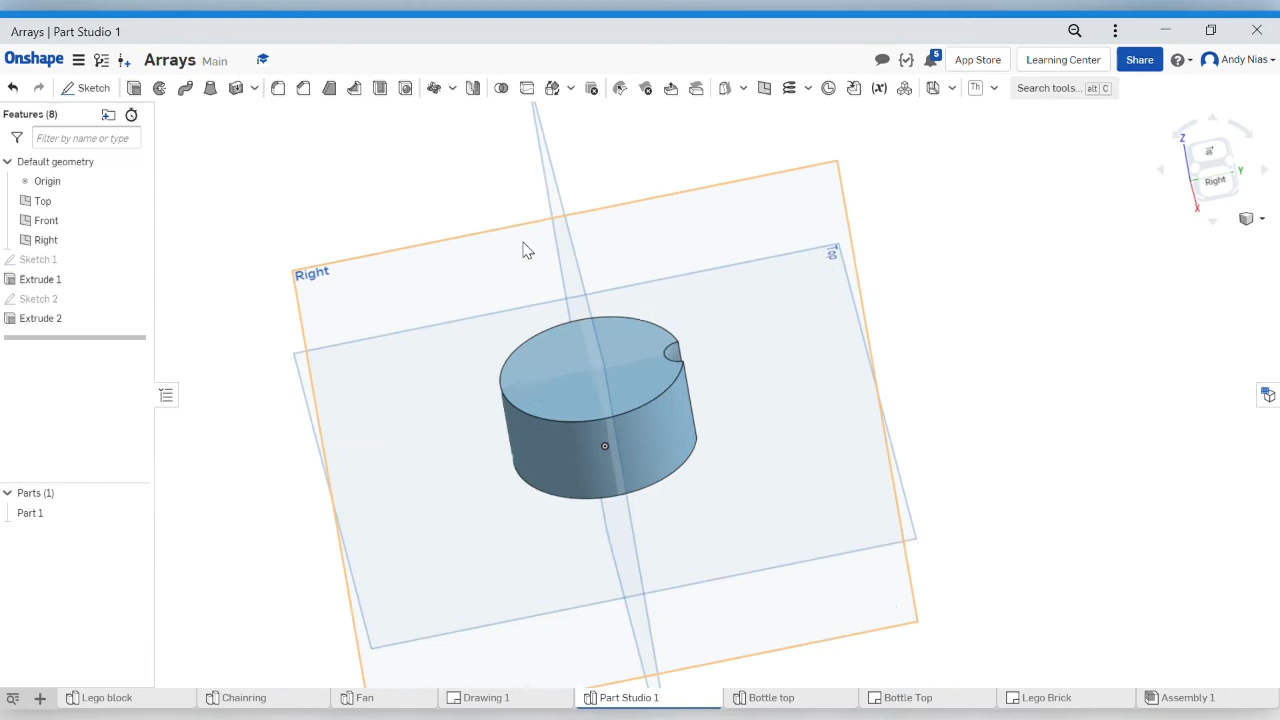 Arrays | Part Studio 1
Onshape
Arrays Main
5
App Store
Learning Center
Share
Andy Nias
Sketch
Search tools... alt C
Features (8)
Filter by name or type
Default geometry
Origin
Top
Front
Right
Sketch 1
Extrude 1
Sketch 2
Extrude 2
Parts (1)
Part 1
Right
Top
Z
Y
X
Right
Lego block
Chainring
Fan
Drawing 1
Part Studio 1
Bottle top
Bottle Top
Lego Brick
Assembly 1